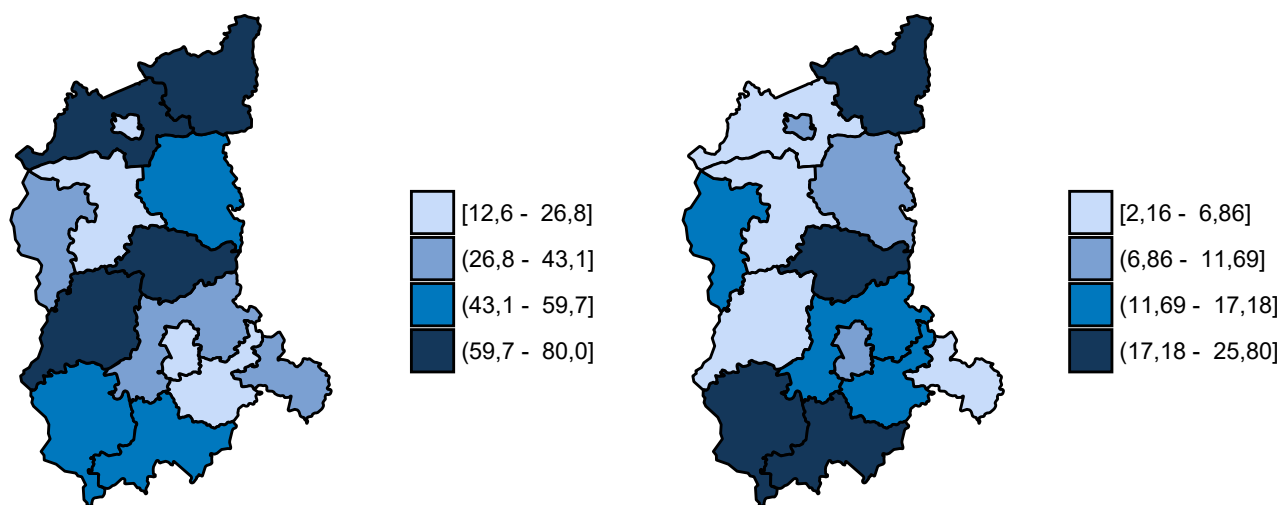 [12,6 - 26,8]
(26,8 - 43,1]
(43,1 - 59,7]
(59,7 - 80,0]
[2,16 - 6,86]
(6,86 - 11,69]
(11,69 - 17,18]
(17,18 - 25,80]